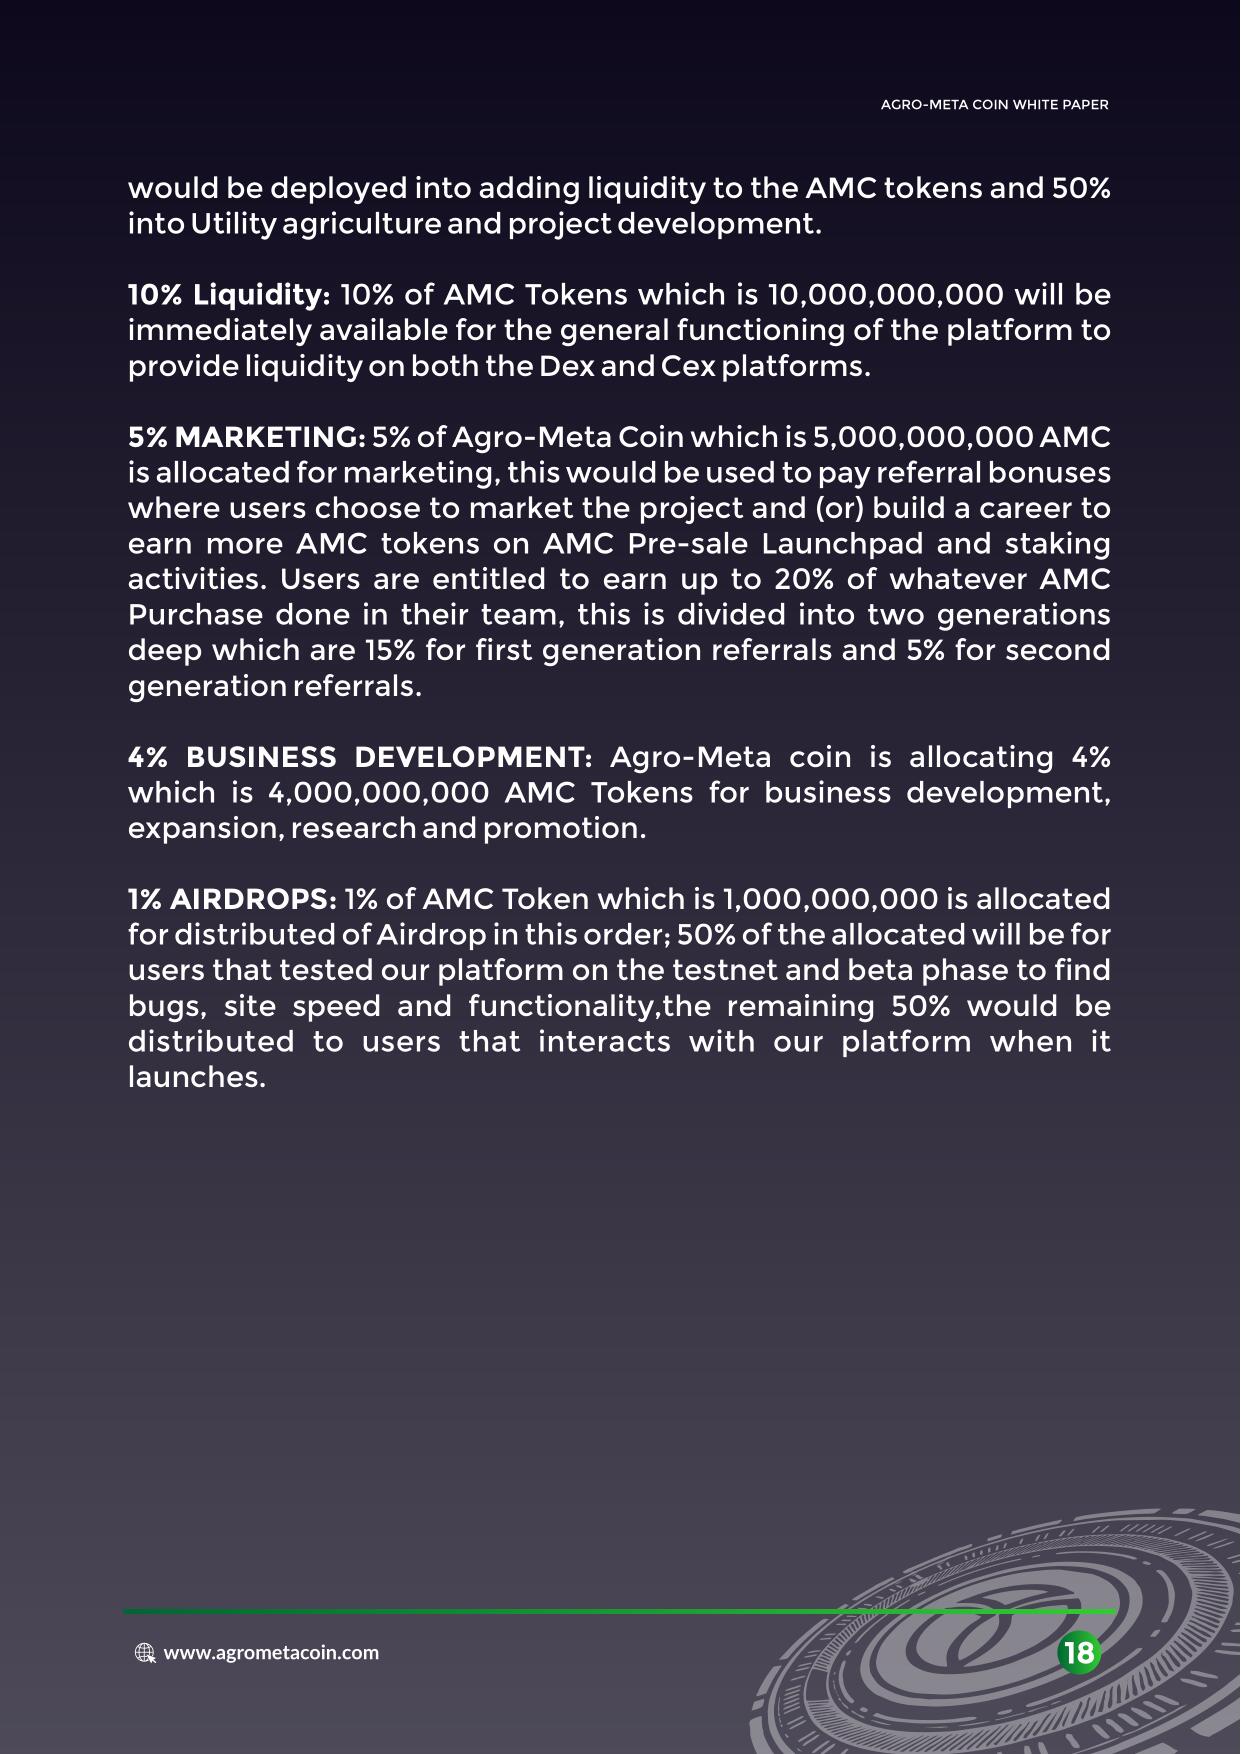 AGRO-META COIN WHITE PAPER
would be deployed into adding liquidity to the AMC tokens and 50%
into Utility agriculture and project development.
10% Liquidity: 10% of AMC Tokens which is 10,000,000,000 will be
immediately available for the general functioning of the platform to
provide liquidity on both the Dex and Cex platforms.
5% MARKETING: 5% of Agro-Meta Coin which is 5,000,000,000 AMC
is allocated for marketing, this would be used to pay referral bonuses
where users choose to market the project and (or) build a career to
earn more AMC tokens on AMC Pre-sale Launchpad and staking
activities. Users are entitled to earn up to 20% of whatever AMC
Purchase done in their team, this is divided into two generations
deep which are 15% for first generation referrals and 5% for second
generation referrals.
4% BUSINESS DEVELOPMENT: Agro-Meta coin is allocating 4%
which is 4,000,000,000 AMC Tokens for business development,
expansion, research and promotion.
1% AIRDROPS: 1% of AMC Token which is 1,000,000,000 is allocated
for distributed of Airdrop in this order; 50% of the allocated will be for
users that tested our platform on the testnet and beta phase to find
bugs, site speed and functionality,the remaining 50% would be
distributed to users that interacts with our platform when it
launches.
www.agrometacoin.com
18